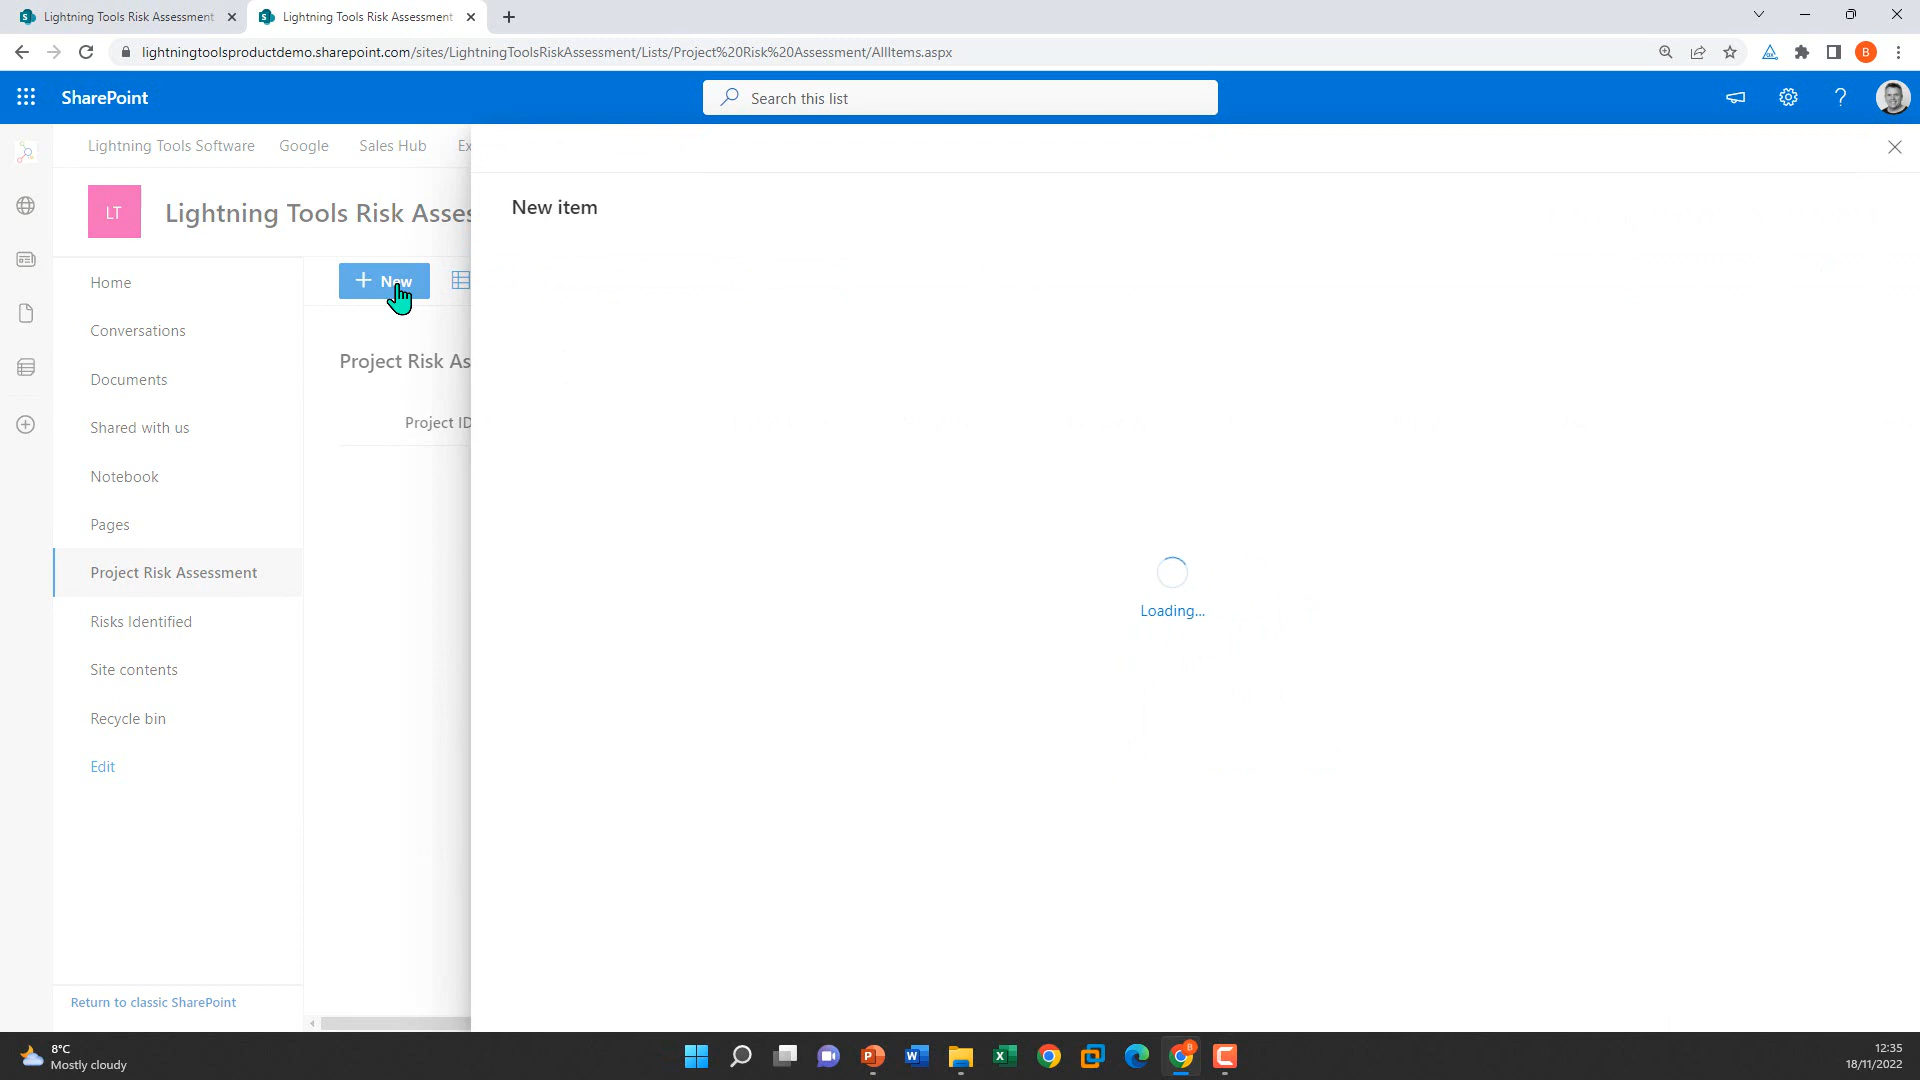 Lightning Tools Risk Assessment
Lightning Tools Risk Assessment
lightningtoolsproductdemo.sharepoint.com/sites/LightningToolsRiskAssessment/Lists/Project%20Risk%20Assessment/AllItems.aspx
B
SharePoint
Search this list
Lightning Tools Software Google Sales Hub Ex
LT
Lightning Tools Risk Asses
New item
New
Home
Conversations
Documents
Shared with us
Notebook
Pages
Project Risk Assessment
Risks Identified
Site contents
Recycle bin
Edit
Return to classic SharePoint
Project Risk As
Project ID
Loading...
8°C
Mostly cloudy
12:35
18/11/2022